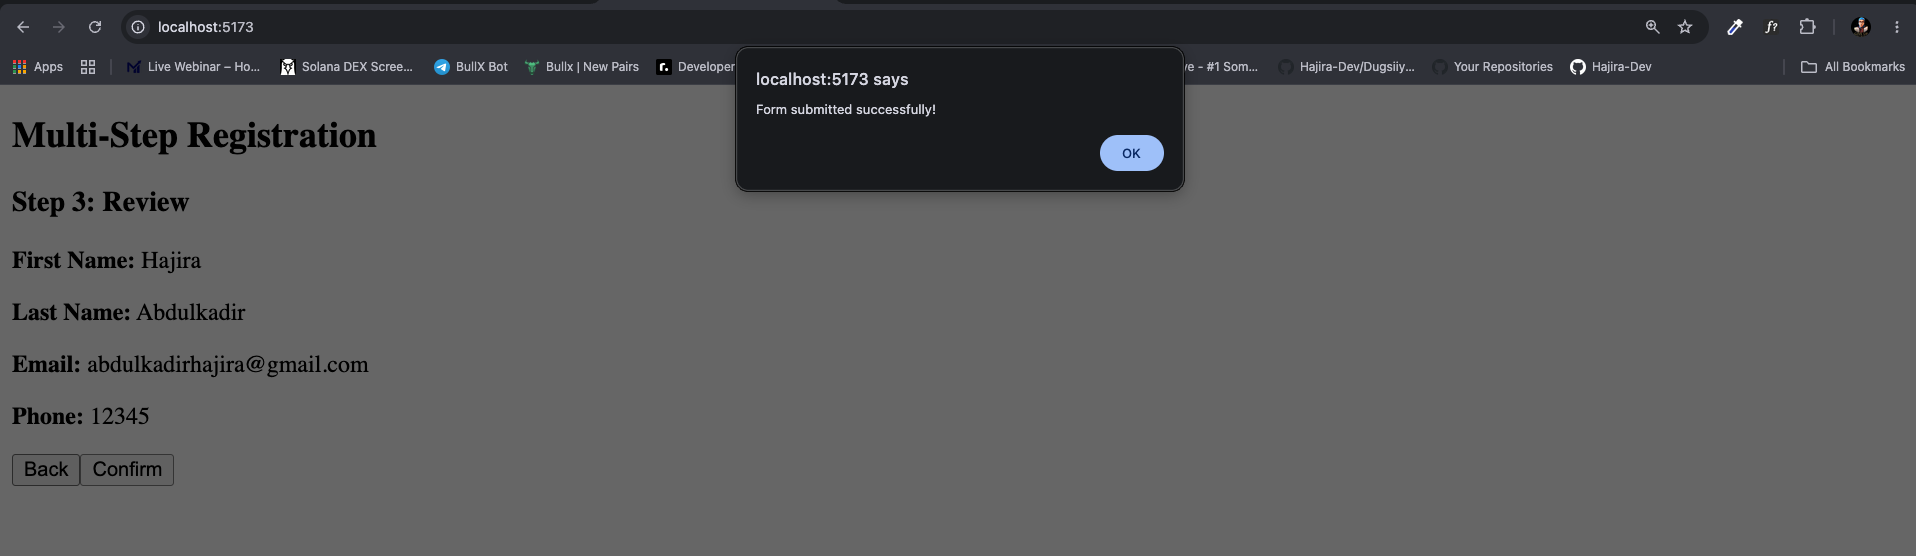 localhost:5173
Apps Live Webinar – Ho... Solana DEX Scree... BullX Bot Bullx | New Pairs Developer ve - #1 Som... Hajira-Dev/Dugsiiy... Your Repositories Hajira-Dev All Bookmarks
localhost:5173 says
Form submitted successfully!
OK
Multi-Step Registration
Step 3: Review
First Name: Hajira
Last Name: Abdulkadir
Email: abdulkadirhajira@gmail.com
Phone: 12345
Back Confirm